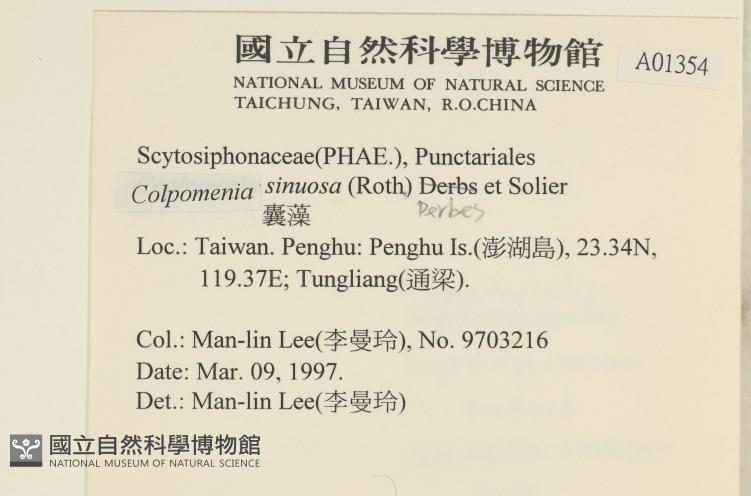 國立自然科學博物館
A01354
NATIONAL MUSEUM OF NATURAL SCIENCE
TAICHUNG, TAIWAN, R.O.CHINA
Scytosiphonaceae(PHAE.), Punctariales
Colpomenia sinuosa (Roth) Derbs et Solier
Derbes
囊藻
Loc.: Taiwan. Penghu: Penghu Is.(澎湖島), 23.34N,
119.37E; Tungliang(通梁).
Col.: Man-lin Lee(李曼玲), No. 9703216
Date: Mar. 09, 1997.
Det.: Man-lin Lee(李曼玲)
國立自然科學博物館
NATIONAL MUSEUM OF NATURAL SCIENCE